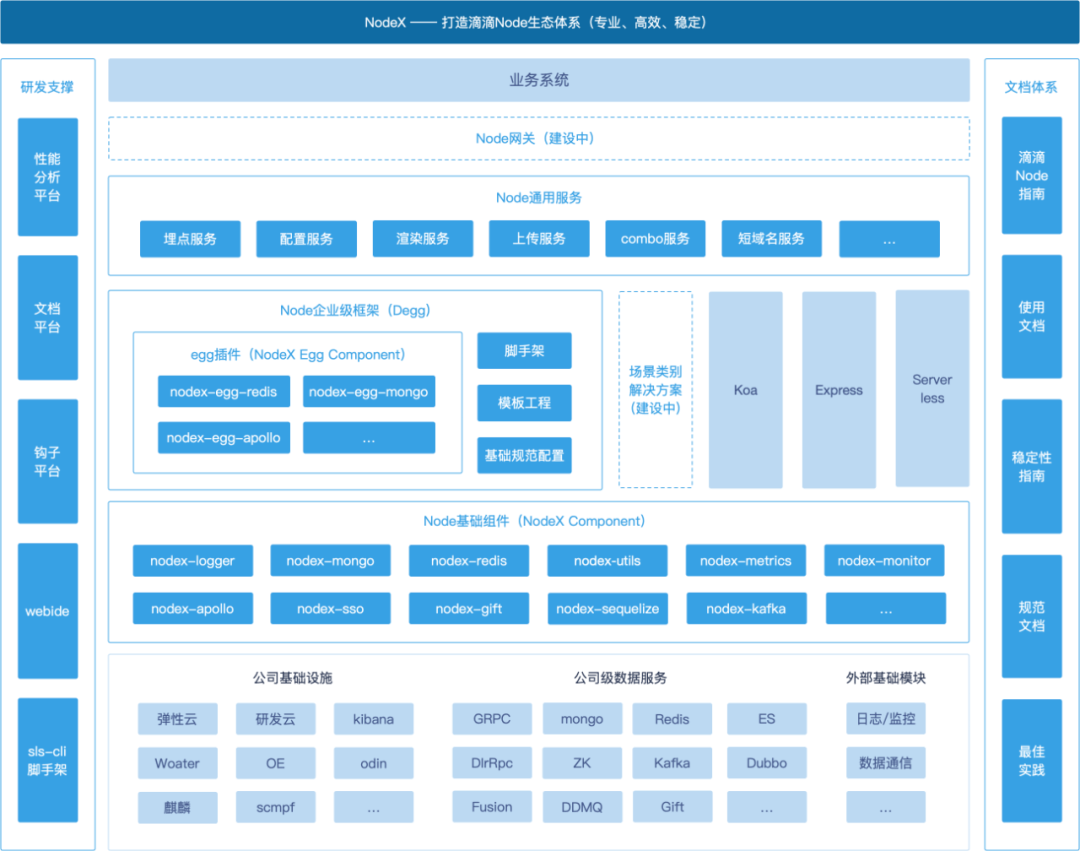 NodeX —— 打造滴滴Node生态体系（专业、高效、稳定）
研发支撑
性能
分析
平台
文档
平台
钩子
平台
webide
sls-cli
脚手架
业务系统
Node网关（建设中）
Node通用服务
埋点服务
配置服务
渲染服务
上传服务
combo服务
短域名服务
...
Node企业级框架（Degg）
egg插件（NodeX Egg Component）
nodex-egg-redis
nodex-egg-mongo
nodex-egg-apollo
...
脚手架
模板工程
基础规范配置
场景类别
解决方案
（建设中）
Koa
Express
Server
less
Node基础组件（NodeX Component）
nodex-logger
nodex-mongo
nodex-redis
nodex-utils
nodex-metrics
nodex-monitor
nodex-apollo
nodex-sso
nodex-gift
nodex-sequelize
nodex-kafka
...
公司基础设施
弹性云
研发云
kibana
Woater
OE
odin
麒麟
scmpf
...
公司级数据服务
GRPC
mongo
Redis
ES
DIrRpc
ZK
Kafka
Dubbo
Fusion
DDMQ
Gift
...
外部基础模块
日志/监控
数据通信
...
文档体系
滴滴
Node
指南
使用
文档
稳定性
指南
规范
文档
最佳
实践